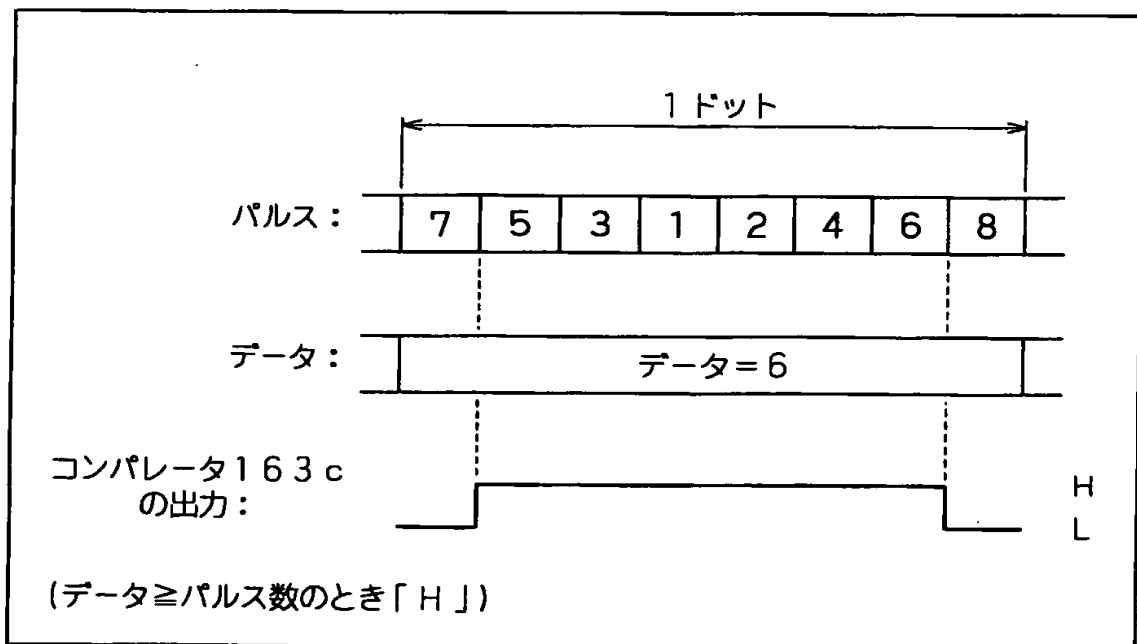 1ドット
パルス： 7 5 3 1 2 4 6 8
データ： データ＝6
コンパレータ163c
の出力：
H
L
(データ≧パルス数のとき「H」)